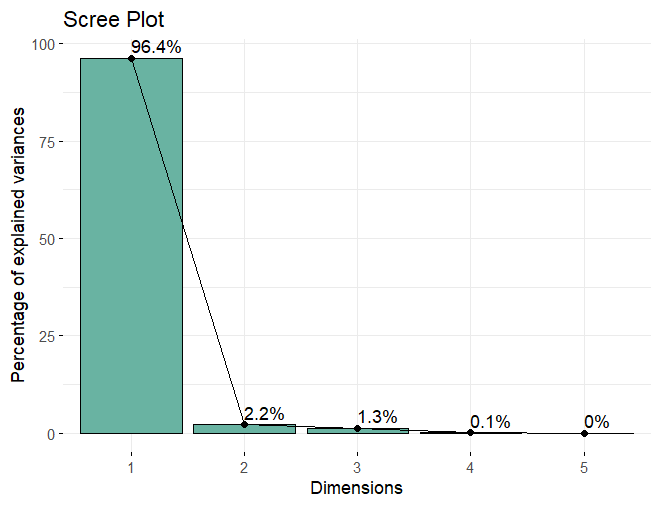 Scree Plot
100
96.4%
75
50
25
2.2%
1.3%
0.1%
0%
0
1 2 3 4 5
Dimensions
Percentage of explained variances